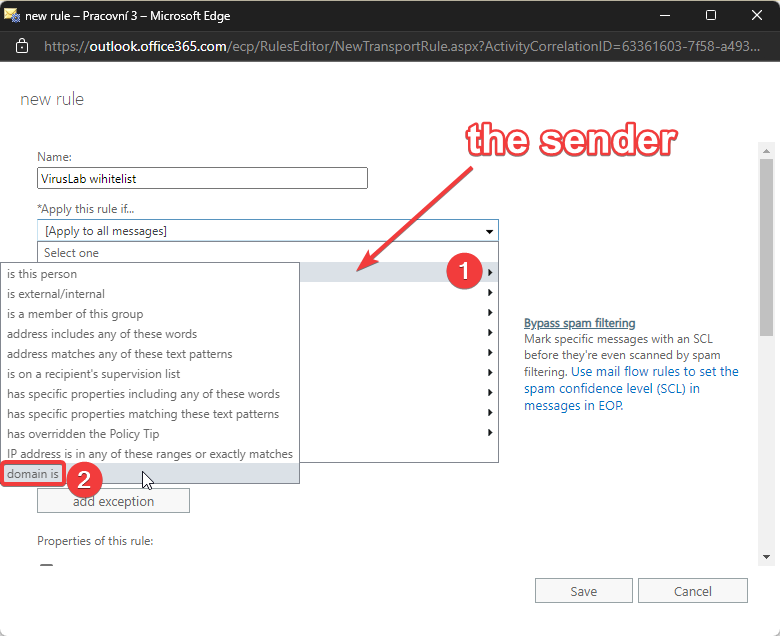 new rule – Pracovní 3 – Microsoft Edge
https://outlook.office365.com/ecp/RulesEditor/NewTransportRule.aspx?ActivityCorrelationID=63361603-7f58-a493...
new rule
the sender
Name:
VirusLab wihitelist
*Apply this rule if...
[Apply to all messages]
Select one
1
is this person
is external/internal
is a member of this group
address includes any of these words
address matches any of these text patterns
is on a recipient's supervision list
has specific properties including any of these words
has specific properties matching these text patterns
has overridden the Policy Tip
IP address is in any of these ranges or exactly matches
domain is
2
add exception
Properties of this rule:
Bypass spam filtering
Mark specific messages with an SCL
before they're even scanned by spam
filtering. Use mail flow rules to set the
spam confidence level (SCL) in
messages in EOP.
Save
Cancel